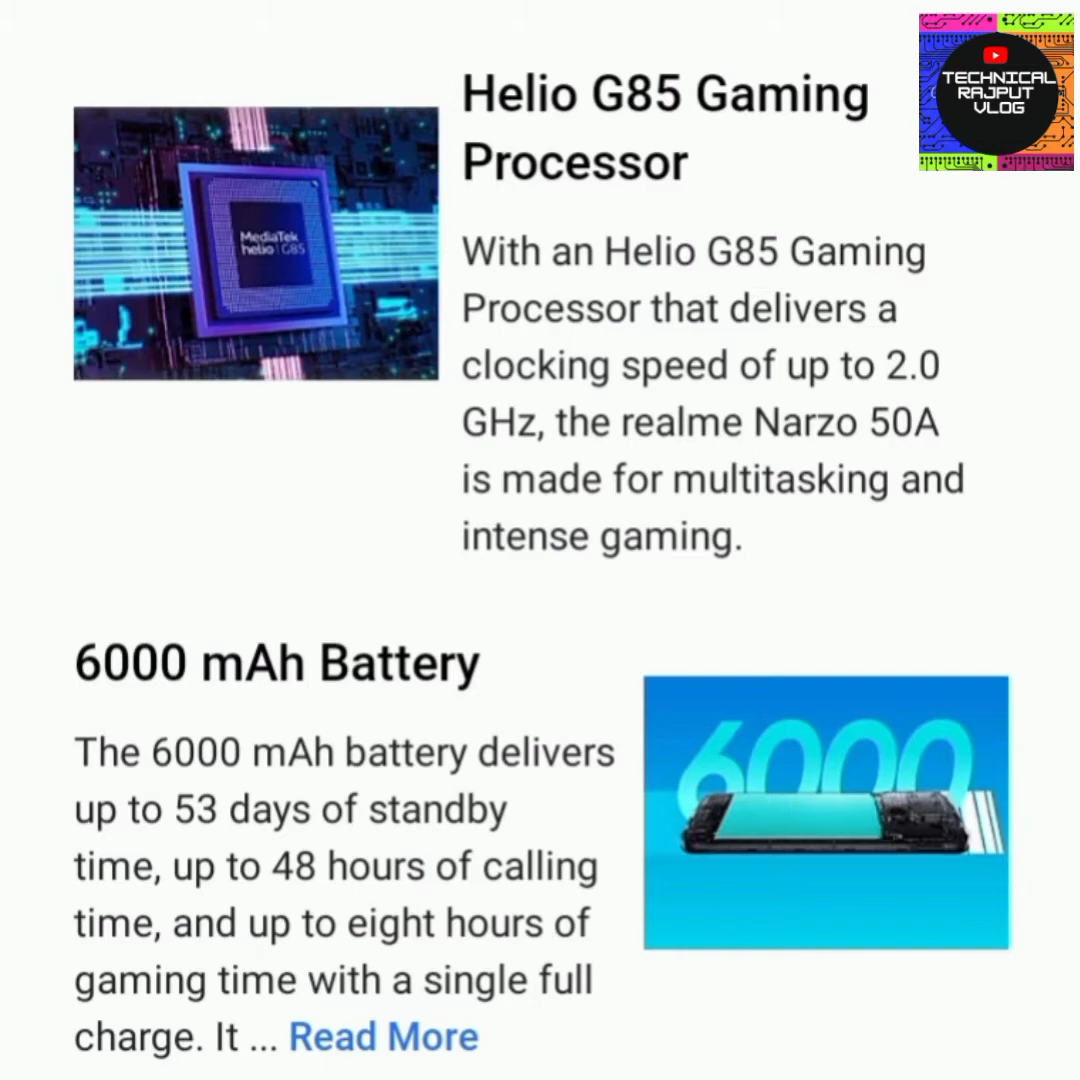 Helio G85 Gaming
Processor
TECHNICAL
RAJPUT
VLOG
MediaTek
helio G85
With an Helio G85 Gaming
Processor that delivers a
clocking speed of up to 2.0
GHz, the realme Narzo 50A
is made for multitasking and
intense gaming.
6000 mAh Battery
The 6000 mAh battery delivers
up to 53 days of standby
time, up to 48 hours of calling
time, and up to eight hours of
gaming time with a single full
charge. It ... Read More
6000